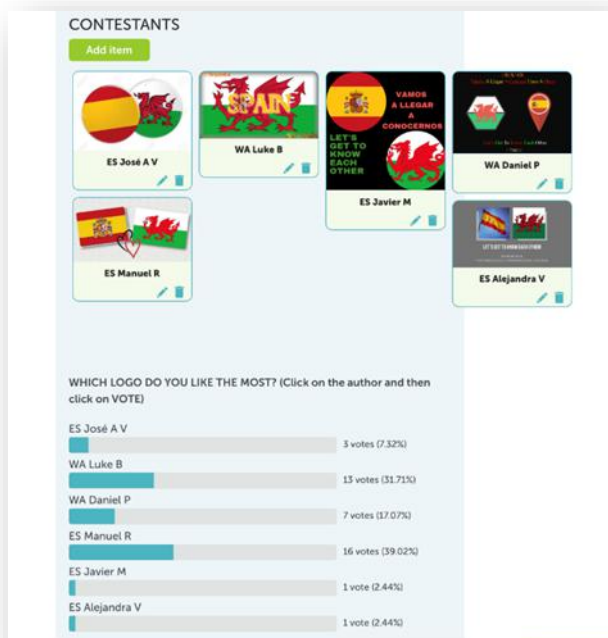 CONTESTANTS
Add item
ES José A V
SPAIN
WA Luke B
VAMOS
A LLEGAR
A
CONOCERNOS
LET'S
GET TO
KNOW
EACH
OTHER
ES Javier M
WA Daniel P
ES Manuel R
LET'S GET TO KNOW EACH OTHER
ES Alejandra V
WHICH LOGO DO YOU LIKE THE MOST? (Click on the author and then
click on VOTE)
ES José A V
3 votes (7.32%)
WA Luke B
13 votes (31.71%)
WA Daniel P
7 votes (17.07%)
ES Manuel R
16 votes (39.02%)
ES Javier M
1 vote (2.44%)
ES Alejandra V
1 vote (2.44%)